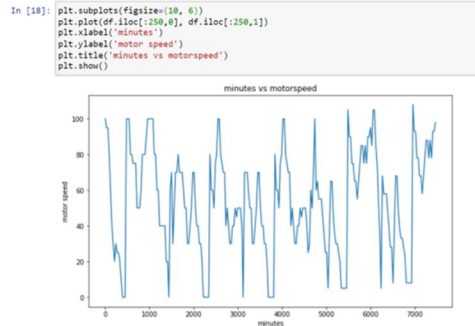 In [18]: plt.subplots(figsize=(10, 6))
plt.plot(df.iloc[:250,0], df.iloc[:250,1])
plt.xlabel('minutes')
plt.ylabel('motor speed')
plt.title('minutes vs motorspeed')
plt.show()
minutes vs motorspeed
100
80
60
40
20
0
motor speed
0 1000 2000 3000 4000 5000 6000 7000
minutes